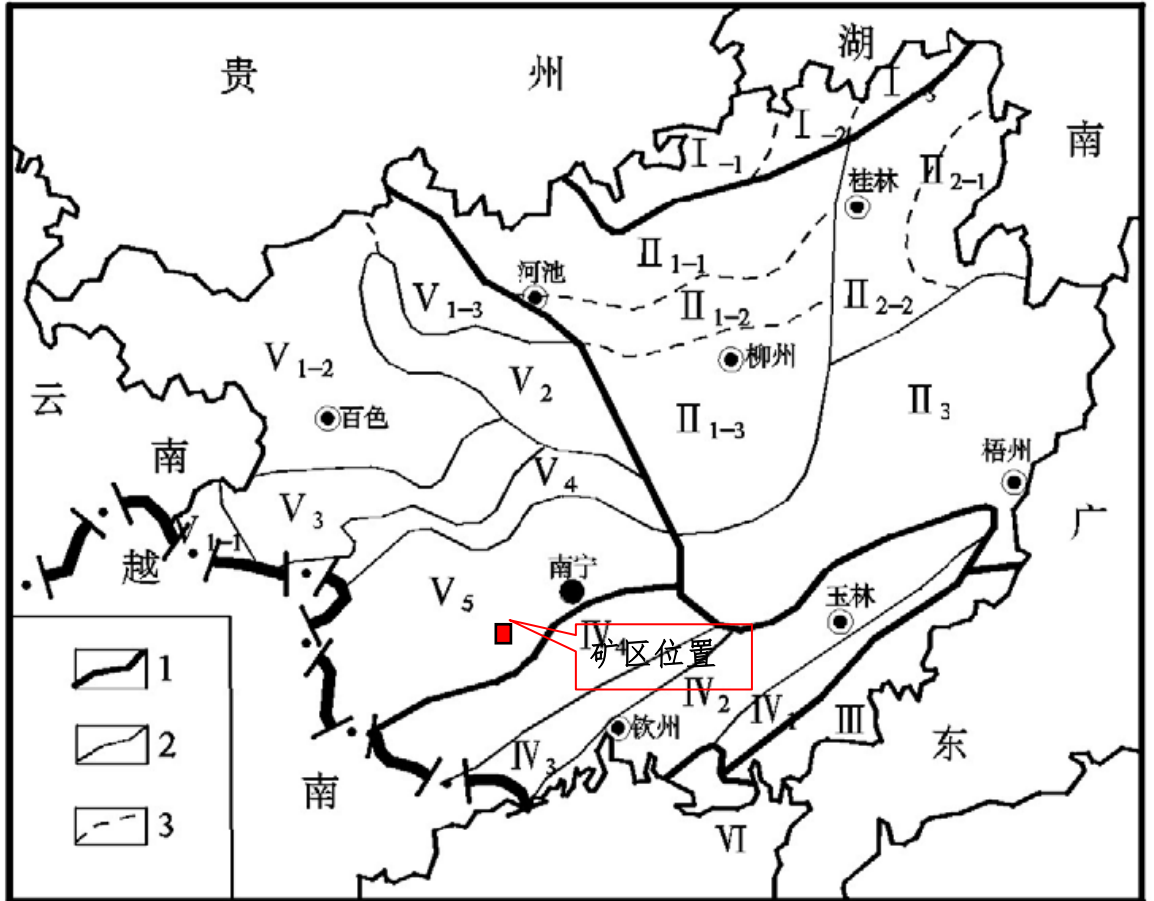 贵
州
湖
南
Ⅰ-3
Ⅰ-2
Ⅰ-1
桂林
Ⅱ2-1
Ⅱ1-1
河池
Ⅴ1-3
Ⅱ1-2
Ⅱ2-2
柳州
Ⅴ1-2
Ⅴ2
云
南
百色
Ⅱ1-3
Ⅱ3
梧州
Ⅴ4
Ⅴ3
Ⅴ1-1
广
东
越
南
南宁
Ⅴ5
玉林
Ⅳ4
矿区位置
Ⅳ2
Ⅳ1
Ⅲ
钦州
Ⅳ3
Ⅵ
1
2
3